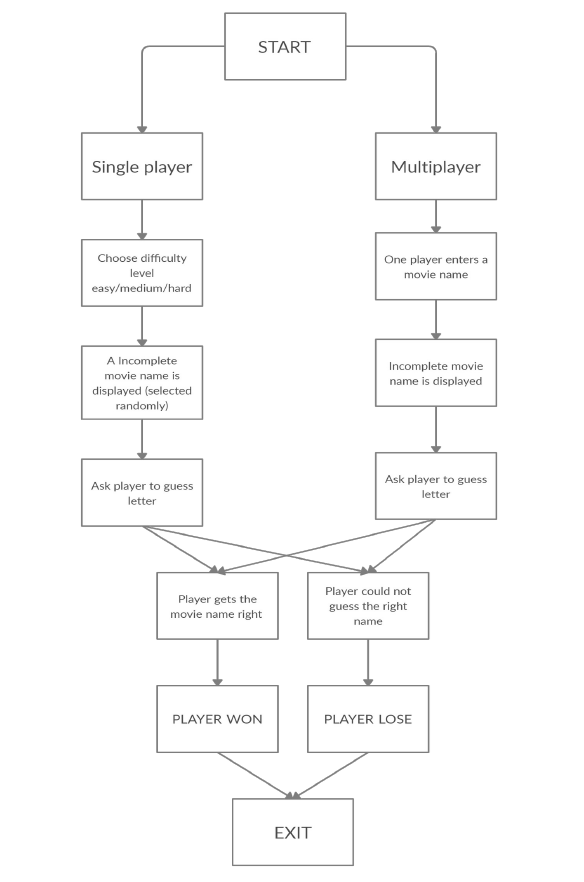 START
Single player
Multiplayer
Choose difficulty
level
easy/medium/hard
One player enters a
movie name
A Incomplete
movie name is
displayed (selected
randomly)
Incomplete movie
name is displayed
Ask player to guess
letter
Ask player to guess
letter
Player gets the
movie name right
Player could not
guess the right
name
PLAYER WON
PLAYER LOSE
EXIT